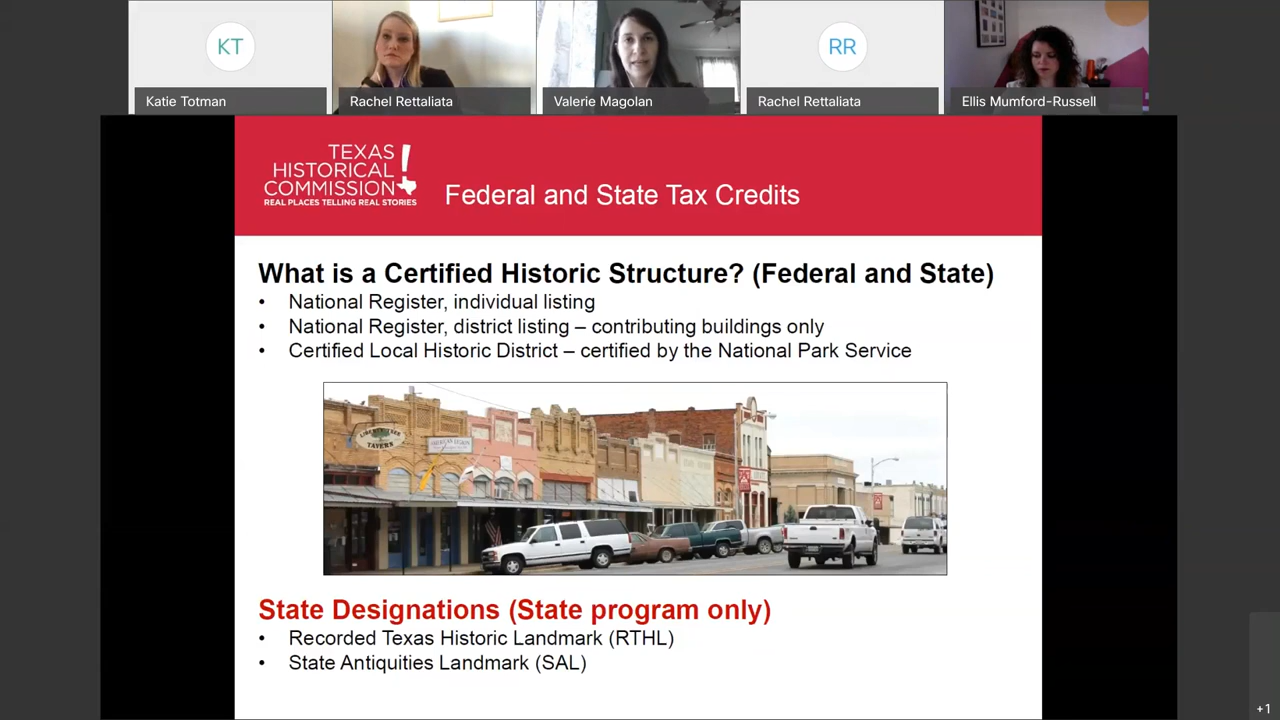 KT
RR
Katie Totman
Rachel Rettaliata
Valerie Magolan
Rachel Rettaliata
Ellis Mumford-Russell
TEXAS
HISTORICAL
COMMISSION
REAL PLACES TELLING REAL STORIES
Federal and State Tax Credits
What is a Certified Historic Structure? (Federal and State)
• National Register, individual listing
• National Register, district listing – contributing buildings only
• Certified Local Historic District – certified by the National Park Service
TAVERN
State Designations (State program only)
• Recorded Texas Historic Landmark (RTHL)
• State Antiquities Landmark (SAL)
+1